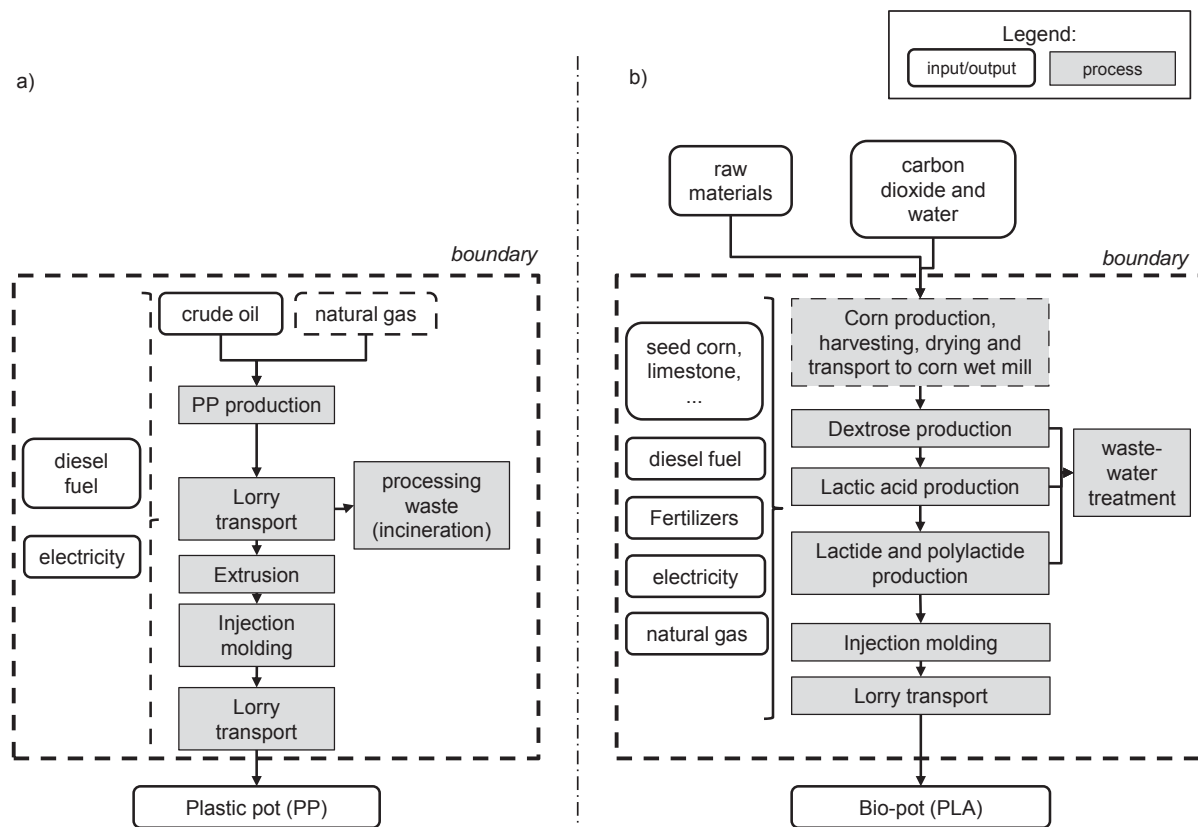 Legend:
input/output
process
a)
boundary
crude oil
natural gas
PP production
diesel
fuel
electricity
Lorry
transport
processing
waste
(incineration)
Extrusion
Injection
molding
Lorry
transport
Plastic pot (PP)
b)
raw
materials
carbon
dioxide and
water
boundary
seed corn,
limestone,
...
diesel fuel
Fertilizers
electricity
natural gas
Corn production,
harvesting, drying and
transport to corn wet mill
Dextrose production
Lactic acid production
Lactide and polylactide
production
waste-
water
treatment
Injection molding
Lorry transport
Bio-pot (PLA)